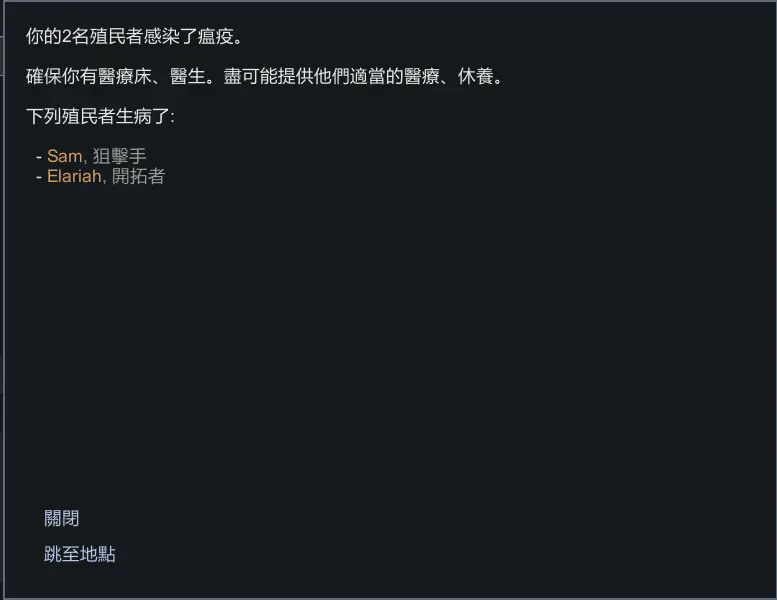 你的2名殖民者感染了瘟疫。
確保你有醫療床、醫生。盡可能提供他們適當的醫療、休養。
下列殖民者生病了:
- Sam, 狙擊手
- Elariah, 開拓者
關閉
跳至地點